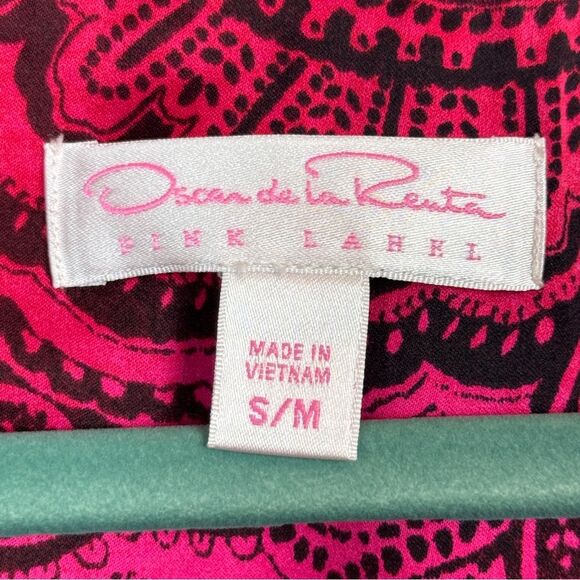 Oscar de la Renta
PINK LABEL
MADE IN
VIETNAM
S/M